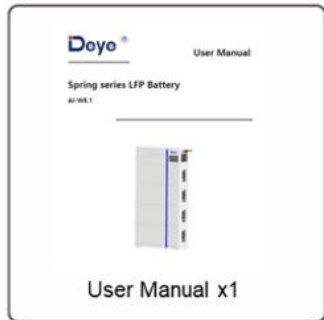 Deye ®
User Manual
Spring series LFP Battery
AI-W5.1
User Manual x1